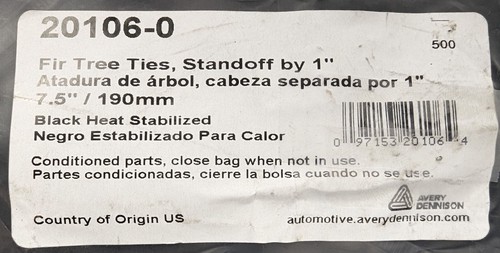 20106-0
500
Fir Tree Ties, Standoff by 1"
Atadura de árbol, cabeza separada por 1"
7.5" / 190mm
Black Heat Stabilized
Negro Estabilizado Para Calor
0 97153 20106 4
Conditioned parts, close bag when not in use.
Partes condicionadas, cierre la bolsa cuando no se use.
AVERY
DENNISON
Country of Origin US
automotive.averydennison.com